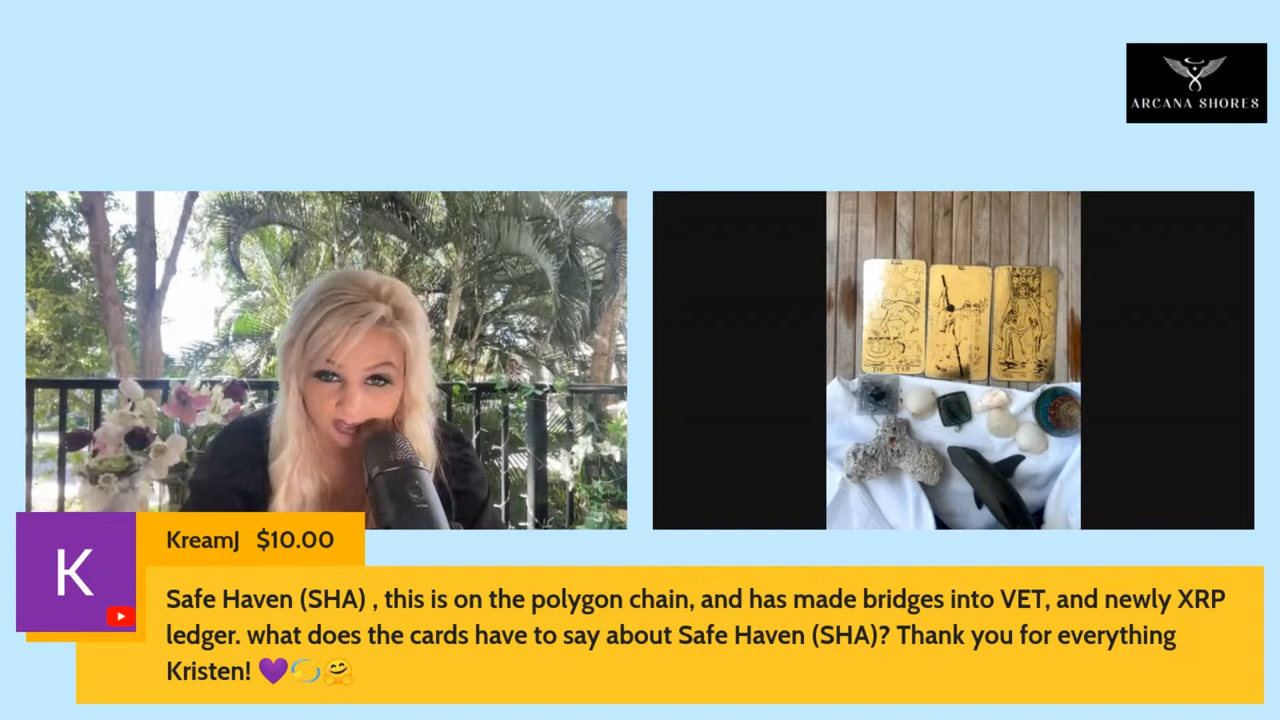 ARCANA SHORES
THE STAR
K
KreamJ $10.00
Safe Haven (SHA) , this is on the polygon chain, and has made bridges into VET, and newly XRP
ledger. what does the cards have to say about Safe Haven (SHA)? Thank you for everything
Kristen! 💜💫🤗